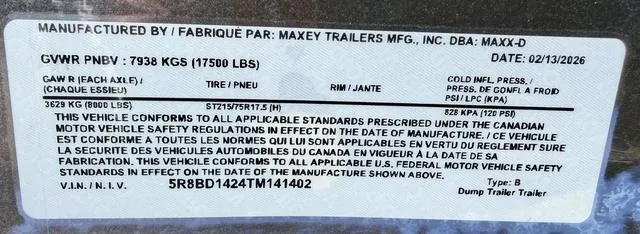 MANUFACTURED BY / FABRIQUÉ PAR: MAXEY TRAILERS MFG., INC. DBA: MAXX-D
GVWR PNBV : 7938 KGS (17500 LBS) DATE: 02/13/2026
GAWR (EACH AXLE) / (CHAQUE ESSIEU) TIRE / PNEU RIM / JANTE COLD INFL. PRESS. / PRESS. DE GONFL A FROID PSI / LPC (KPA)
3629 KG (8000 LBS) ST215/75R17.5 (H) 828 KPA (120 PSI)
THIS VEHICLE CONFORMS TO ALL APPLICABLE STANDARDS PRESCRIBED UNDER THE CANADIAN
MOTOR VEHICLE SAFETY REGULATIONS IN EFFECT ON THE DATE OF MANUFACTURE. / CE VEHICULE
EST CONFORME A TOUTES LES NORMES QUI LUI SONT APPLICABLES EN VERTU DU REGLEMENT SURE
LA SECURITE DES VEHICULES AUTOMOBILES DU CANADA EN VIGUEUR À LA DATE DE SA
FABRICATION. THIS VEHICILE CONFORMS TO ALL APPLICABLE U.S. FEDERAL MOTOR VEHICLE SAFETY
STANDARDS IN EFFECT ON THE DATE OF THE MANUFACTURE SHOWN ABOVE.
V.I.N. / N.I.V. 5R8BD1424TM141402 Type: B
Dump Trailer Trailer